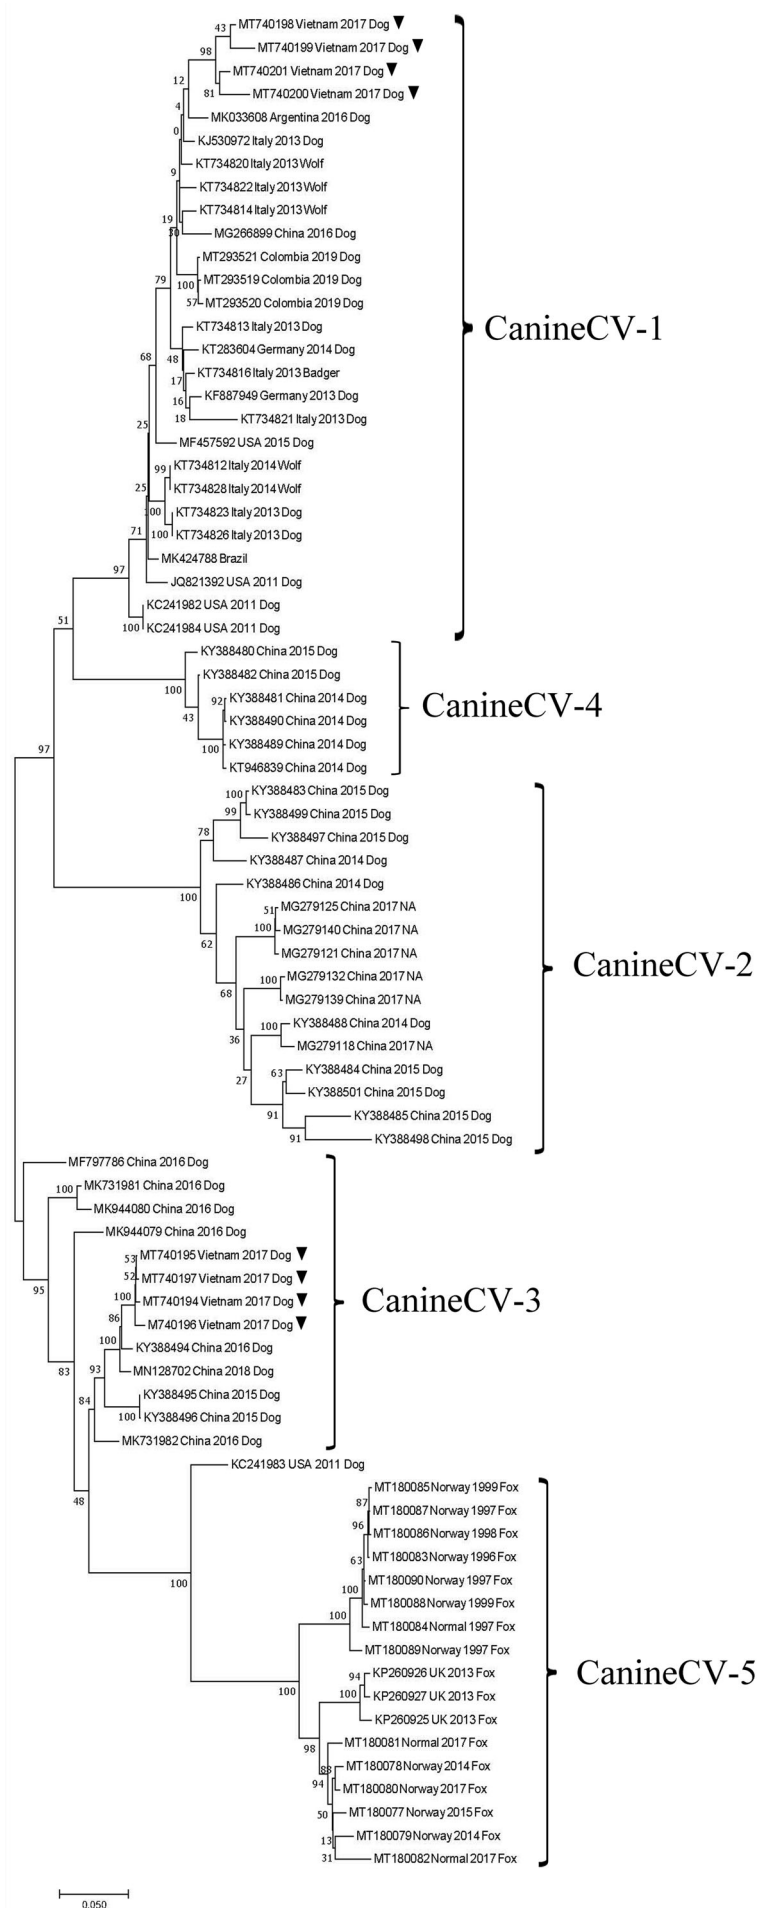 43
MT740198 Vietnam 2017 Dog
98
MT740199 Vietnam 2017 Dog
MT740201 Vietnam 2017 Dog
12
81
MT740200 Vietnam 2017 Dog
4
MK033608 Argentina 2016 Dog
0
KJ530972 Italy 2013 Dog
KT734820 Italy 2013 Wolf
9
KT734822 Italy 2013 Wolf
KT734814 Italy 2013 Wolf
19
30
MG266899 China 2016 Dog
MT293521 Colombia 2019 Dog
79
100
MT293519 Colombia 2019 Dog
57
MT293520 Colombia 2019 Dog
KT734813 Italy 2013 Dog
CanineCV-1
KT283604 Germany 2014 Dog
68
48
KT734816 Italy 2013 Badger
17
KF887949 Germany 2013 Dog
16
18
KT734821 Italy 2013 Dog
25
MF457592 USA 2015 Dog
KT734812 Italy 2014 Wolf
99
25
KT734828 Italy 2014 Wolf
100
KT734823 Italy 2013 Dog
71
100
KT734826 Italy 2013 Dog
MK424788 Brazil
97
JQ821392 USA 2011 Dog
KC241982 USA 2011 Dog
51
100
KC241984 USA 2011 Dog
KY388480 China 2015 Dog
KY388482 China 2015 Dog
100
92
KY388481 China 2014 Dog
CanineCV-4
43
KY388490 China 2014 Dog
KY388489 China 2014 Dog
97
100
KT946839 China 2014 Dog
100
KY388483 China 2015 Dog
99
KY388499 China 2015 Dog
78
KY388497 China 2015 Dog
KY388487 China 2014 Dog
100
KY388486 China 2014 Dog
51
MG279125 China 2017 NA
100
MG279140 China 2017 NA
62
MG279121 China 2017 NA
CanineCV-2
MG279132 China 2017 NA
100
68
MG279139 China 2017 NA
100
KY388488 China 2014 Dog
36
MG279118 China 2017 NA
63
KY388484 China 2015 Dog
27
KY388501 China 2015 Dog
91
KY388485 China 2015 Dog
91
KY388498 China 2015 Dog
MF797786 China 2016 Dog
100
MK731981 China 2016 Dog
MK944080 China 2016 Dog
MK944079 China 2016 Dog
53
MT740195 Vietnam 2017 Dog
52
MT740197 Vietnam 2017 Dog
95
100
MT740194 Vietnam 2017 Dog
CanineCV-3
86
M740196 Vietnam 2017 Dog
100
KY388494 China 2016 Dog
93
MN128702 China 2018 Dog
83
84
KY388495 China 2015 Dog
100
KY388496 China 2015 Dog
MK731982 China 2016 Dog
KC241983 USA 2011 Dog
48
MT180085 Norway 1999 Fox
87
MT180087 Norway 1997 Fox
96
MT180086 Norway 1998 Fox
63
MT180083 Norway 1996 Fox
100
MT180090 Norway 1997 Fox
100
MT180088 Norway 1999 Fox
100
MT180084 Normal 1997 Fox
MT180089 Norway 1997 Fox
94
KP260926 UK 2013 Fox
CanineCV-5
100
KP260927 UK 2013 Fox
100
KP260925 UK 2013 Fox
98
MT180081 Normal 2017 Fox
88
MT180078 Norway 2014 Fox
94
MT180080 Norway 2017 Fox
50
MT180077 Norway 2015 Fox
13
MT180079 Norway 2014 Fox
31
MT180082 Normal 2017 Fox
0.050